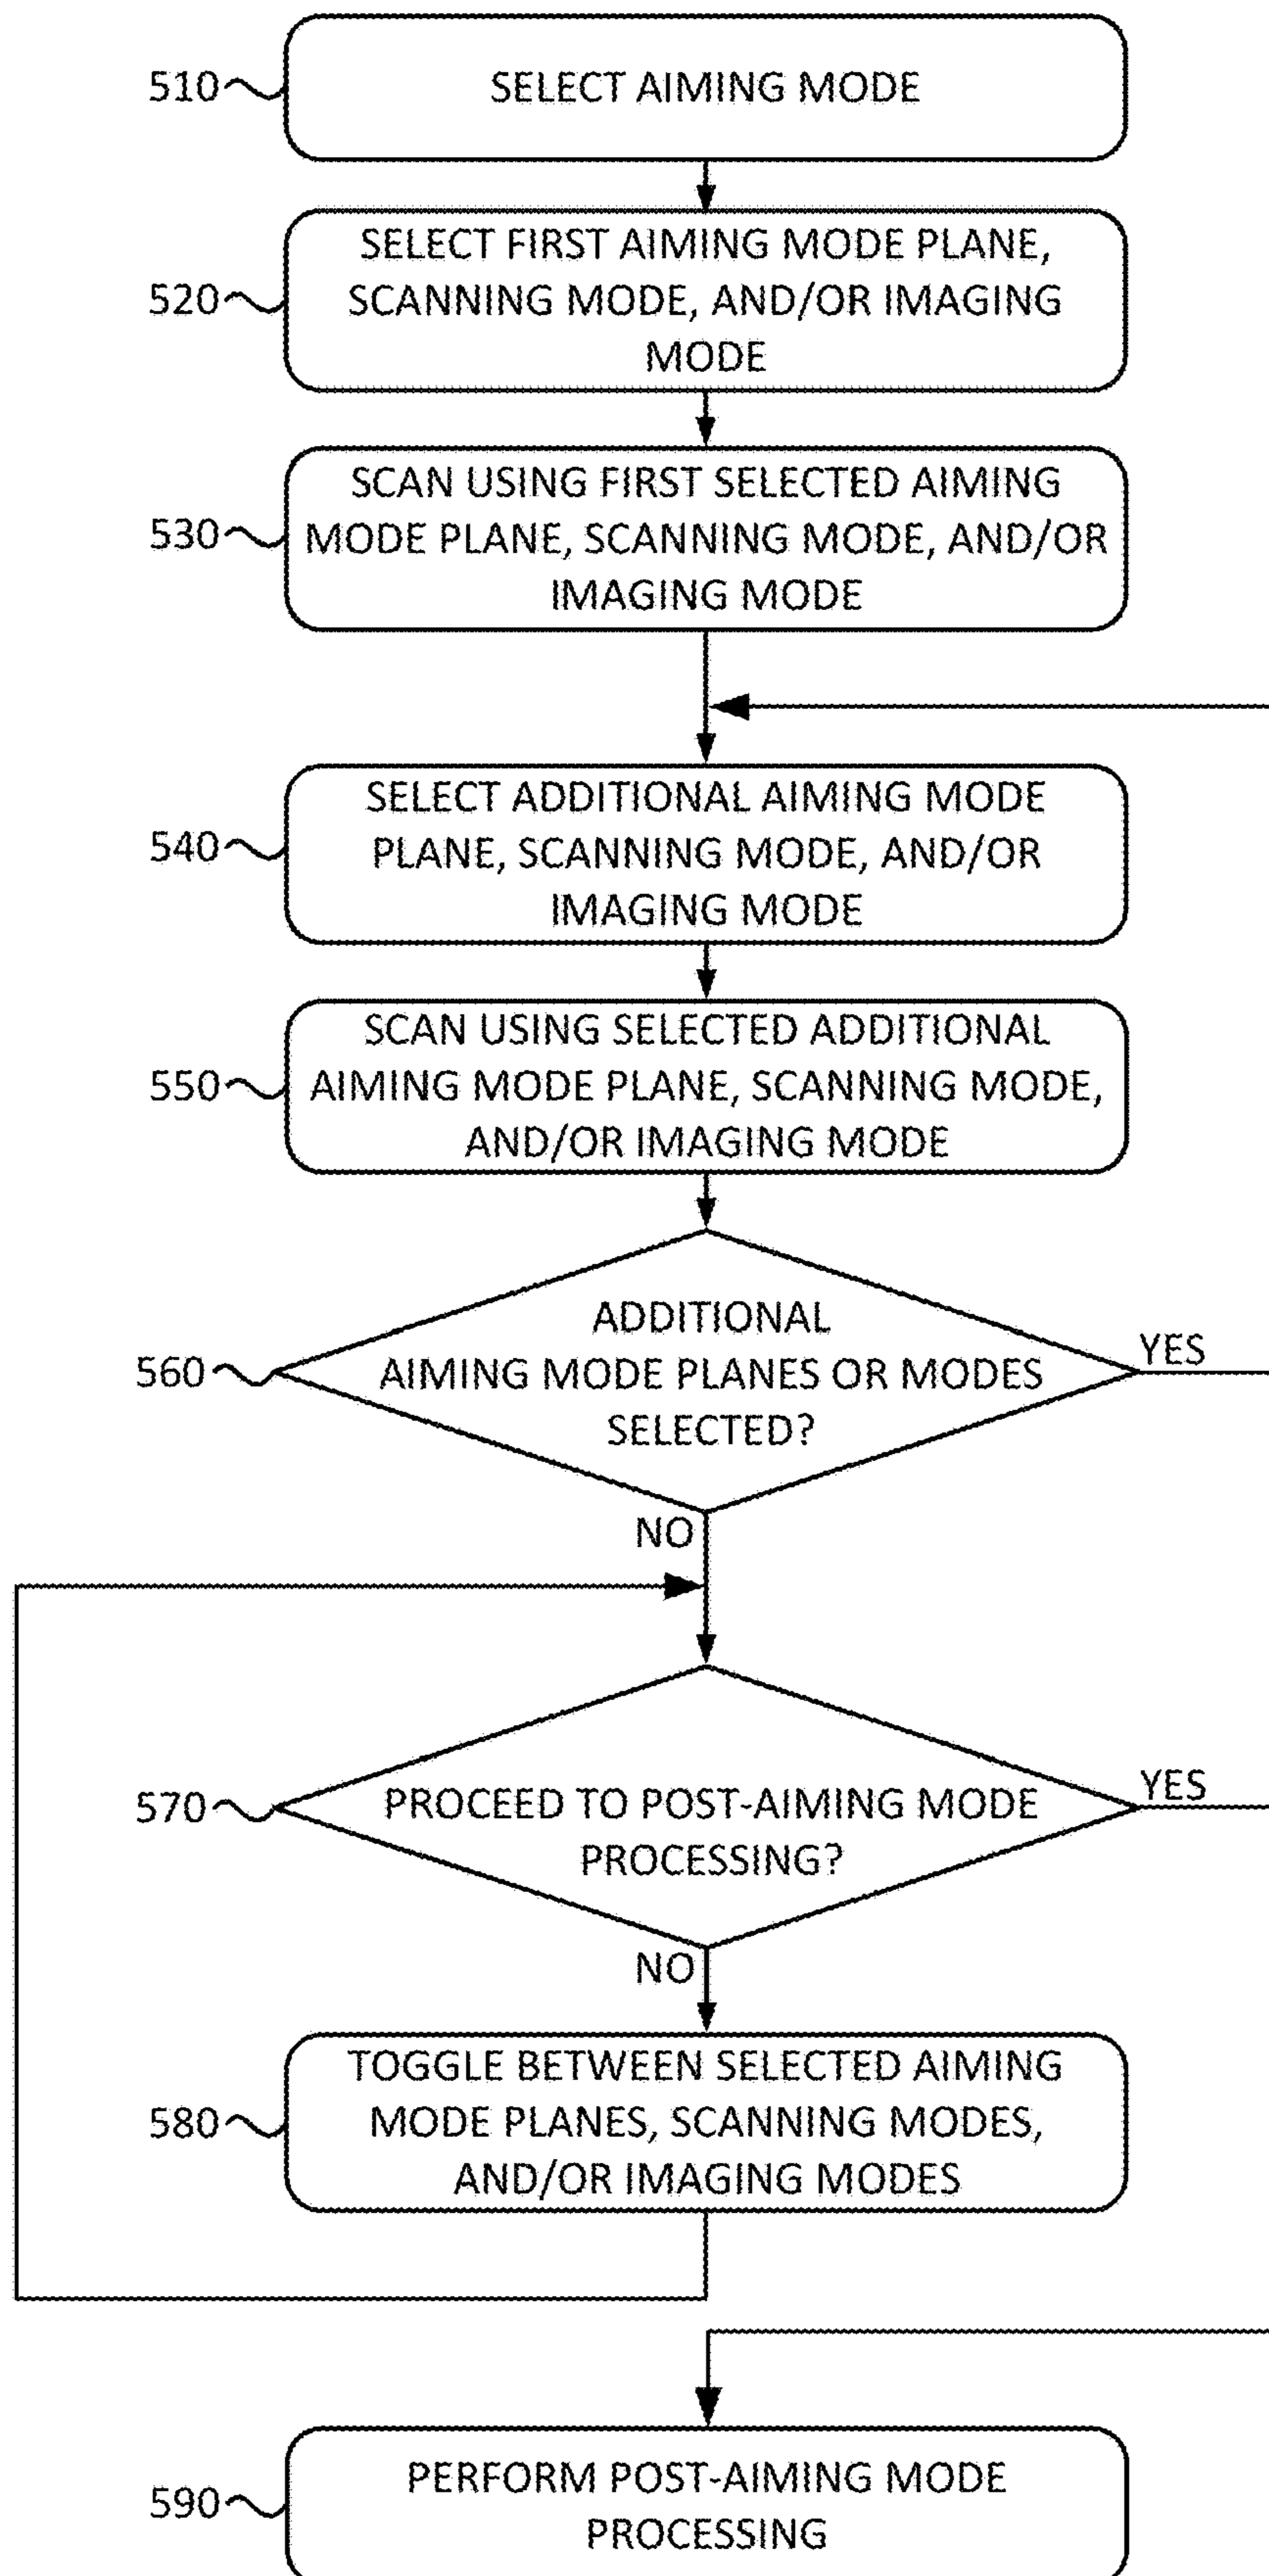 510
SELECT AIMING MODE
520
SELECT FIRST AIMING MODE PLANE,
SCANNING MODE, AND/OR IMAGING
MODE
530
SCAN USING FIRST SELECTED AIMING
MODE PLANE, SCANNING MODE, AND/OR
IMAGING MODE
540
SELECT ADDITIONAL AIMING MODE
PLANE, SCANNING MODE, AND/OR
IMAGING MODE
550
SCAN USING SELECTED ADDITIONAL
AIMING MODE PLANE, SCANNING MODE,
AND/OR IMAGING MODE
560
ADDITIONAL
AIMING MODE PLANES OR MODES
SELECTED?
YES
NO
570
PROCEED TO POST-AIMING MODE
PROCESSING?
YES
NO
580
TOGGLE BETWEEN SELECTED AIMING
MODE PLANES, SCANNING MODES,
AND/OR IMAGING MODES
590
PERFORM POST-AIMING MODE
PROCESSING